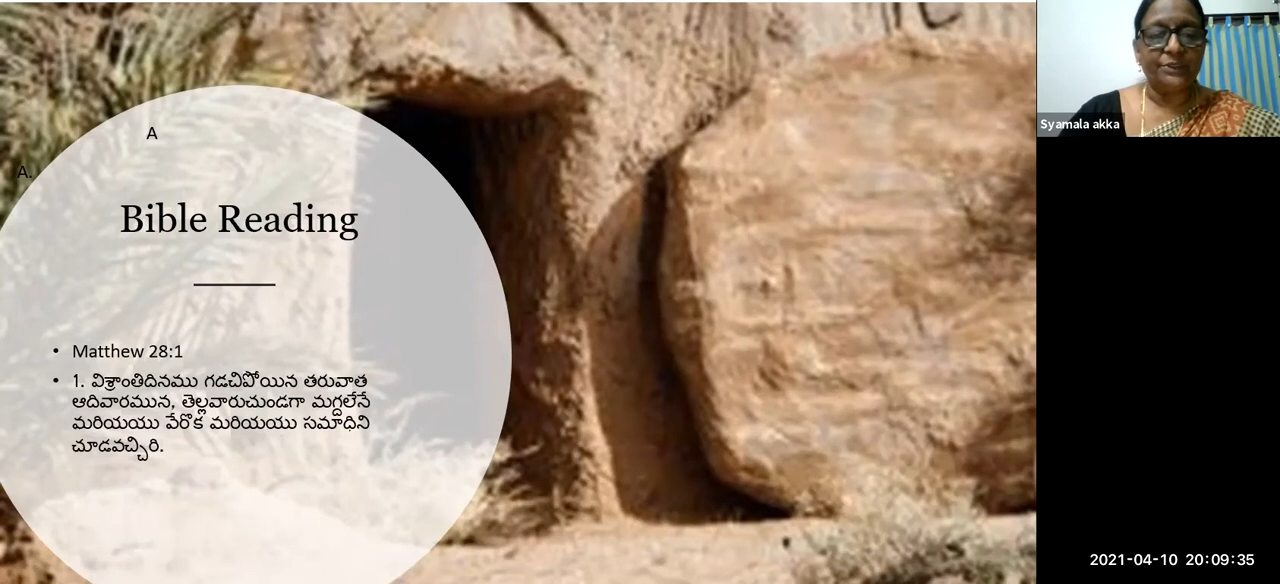 A
A.
Bible Reading
• Matthew 28:1
• 1. విశ్రాంతిదినము గడచిపోయిన తరువాత
ఆదివారమున, తెల్లవారుచుండగా మగ్దలేనే
మరియయు వేరొక మరియయు సమాధిని
చూడవచ్చిరి.
Syamala akka
2021-04-10 20:09:35